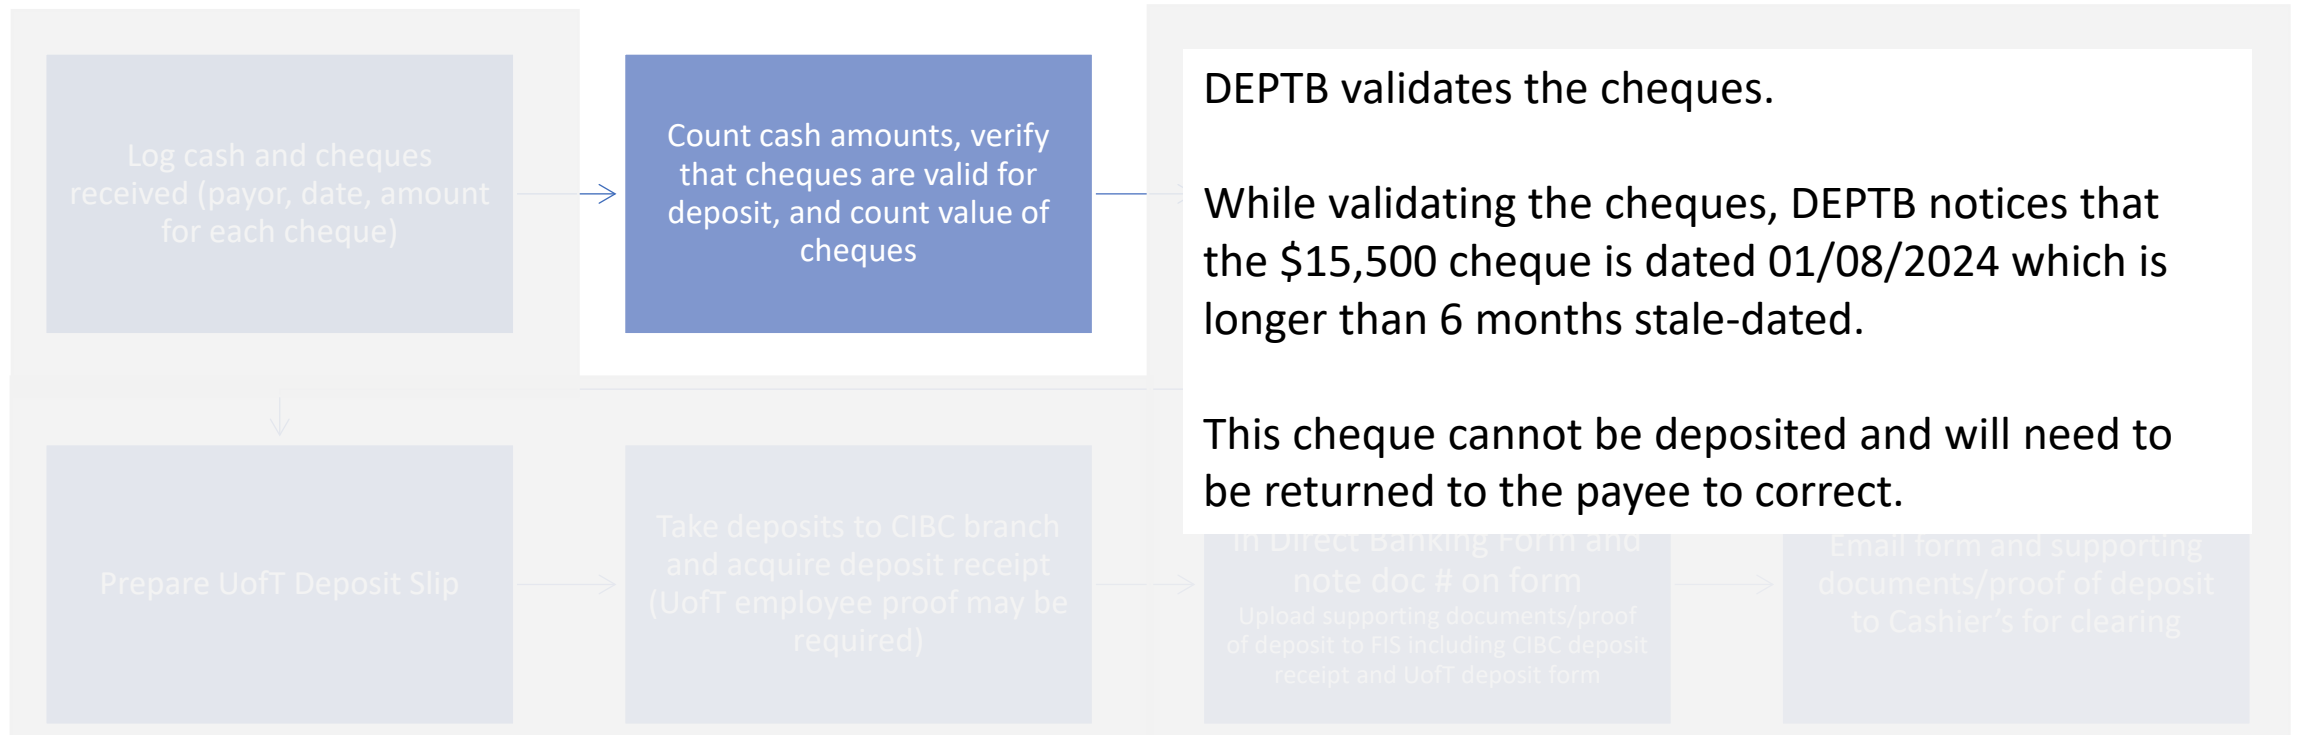 Log cash and cheques
received (payor, date, amount
for each cheque)
Count cash amounts, verify
that cheques are valid for
deposit, and count value of
cheques
DEPTB validates the cheques.
While validating the cheques, DEPTB notices that
the $15,500 cheque is dated 01/08/2024 which is
longer than 6 months stale-dated.
This cheque cannot be deposited and will need to
be returned to the payee to correct.
Prepare UofT Deposit Slip
Take deposits to CIBC branch
and acquire deposit receipt
(UofT employee proof may be
required)
in Direct Banking Form and
note doc # on form
Upload supporting documents/proof
of deposit to FIS including CIBC deposit
receipt and UofT deposit form
Email form and supporting
documents/proof of deposit
to Cashier's for clearing